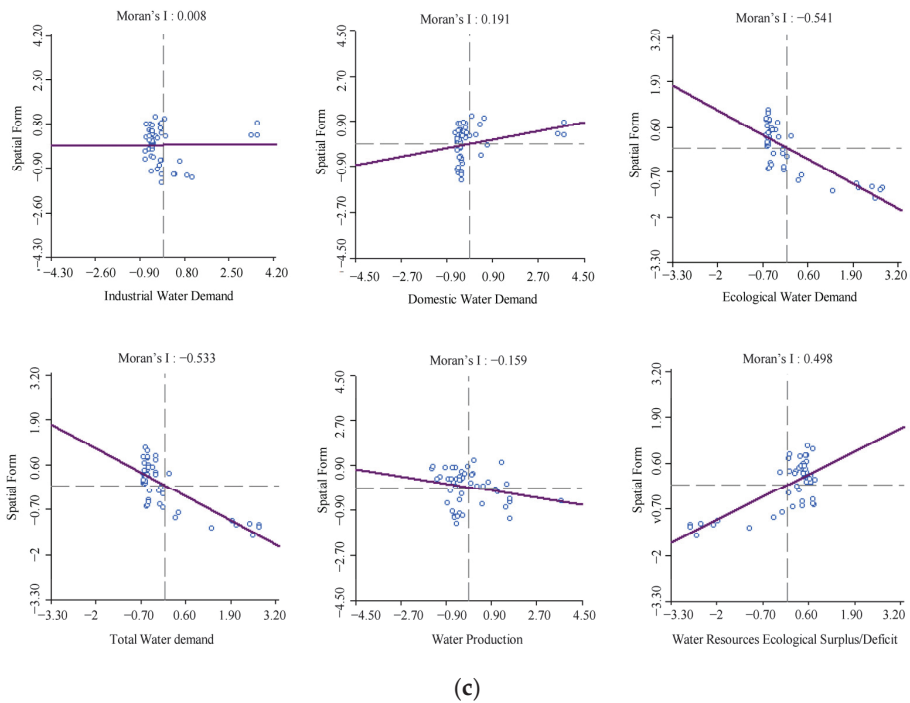 Moran's I : 0.008
Spatial Form
4.20
2.50
0.80
−0.90
−2.60
−4.30
−4.30 −2.60 −0.90 0.80 2.50 4.20
Industrial Water Demand
Moran's I : 0.191
Spatial Form
4.50
2.70
0.90
−0.90
−2.70
−4.50
−4.50 −2.70 −0.90 0.90 2.70 4.50
Domestic Water Demand
Moran's I : −0.541
Spatial Form
3.20
1.90
0.60
−0.70
−2
−3.30
−3.30 −2 −0.70 0.60 1.90 3.20
Ecological Water Demand
Moran's I : −0.533
Spatial Form
3.20
1.90
0.60
−0.70
−2
−3.30
−3.30 −2 −0.70 0.60 1.90 3.20
Total Water demand
Moran's I : −0.159
Spatial Form
4.50
2.70
0.90
−0.90
−2.70
−4.50
−4.50 −2.70 −0.90 0.90 2.70 4.50
Water Production
Moran's I : 0.498
Spatial Form
3.20
1.90
0.60
−0.70
−2
−3.30
−3.30 −2 −0.70 0.60 1.90 3.20
Water Resources Ecological Surplus/Deficit
(c)